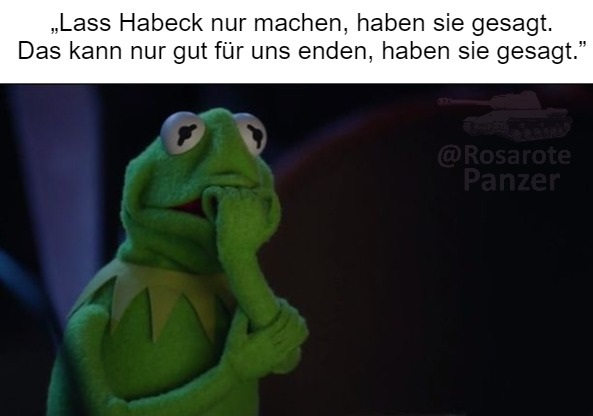 „Lass Habeck nur machen, haben sie gesagt.
Das kann nur gut für uns enden, haben sie gesagt.”
@Rosarote
Panzer